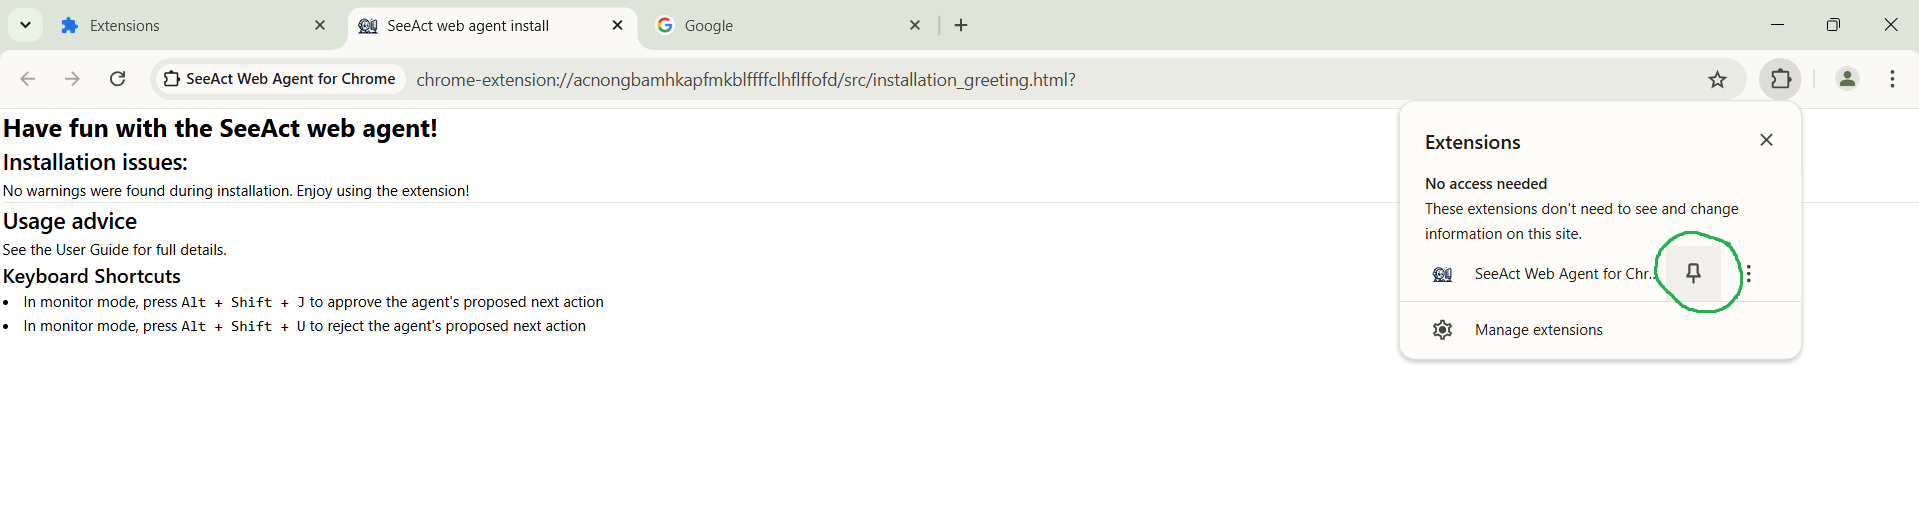 Extensions
SeeAct web agent install
Google
SeeAct Web Agent for Chrome
chrome-extension://acnongbamhkapfmkblffffclhflffofd/src/installation_greeting.html?
Have fun with the SeeAct web agent!
Installation issues:
No warnings were found during installation. Enjoy using the extension!
Usage advice
See the User Guide for full details.
Keyboard Shortcuts
• In monitor mode, press Alt + Shift + J to approve the agent's proposed next action
• In monitor mode, press Alt + Shift + U to reject the agent's proposed next action
Extensions
No access needed
These extensions don't need to see and change
information on this site.
SeeAct Web Agent for Chr...
Manage extensions